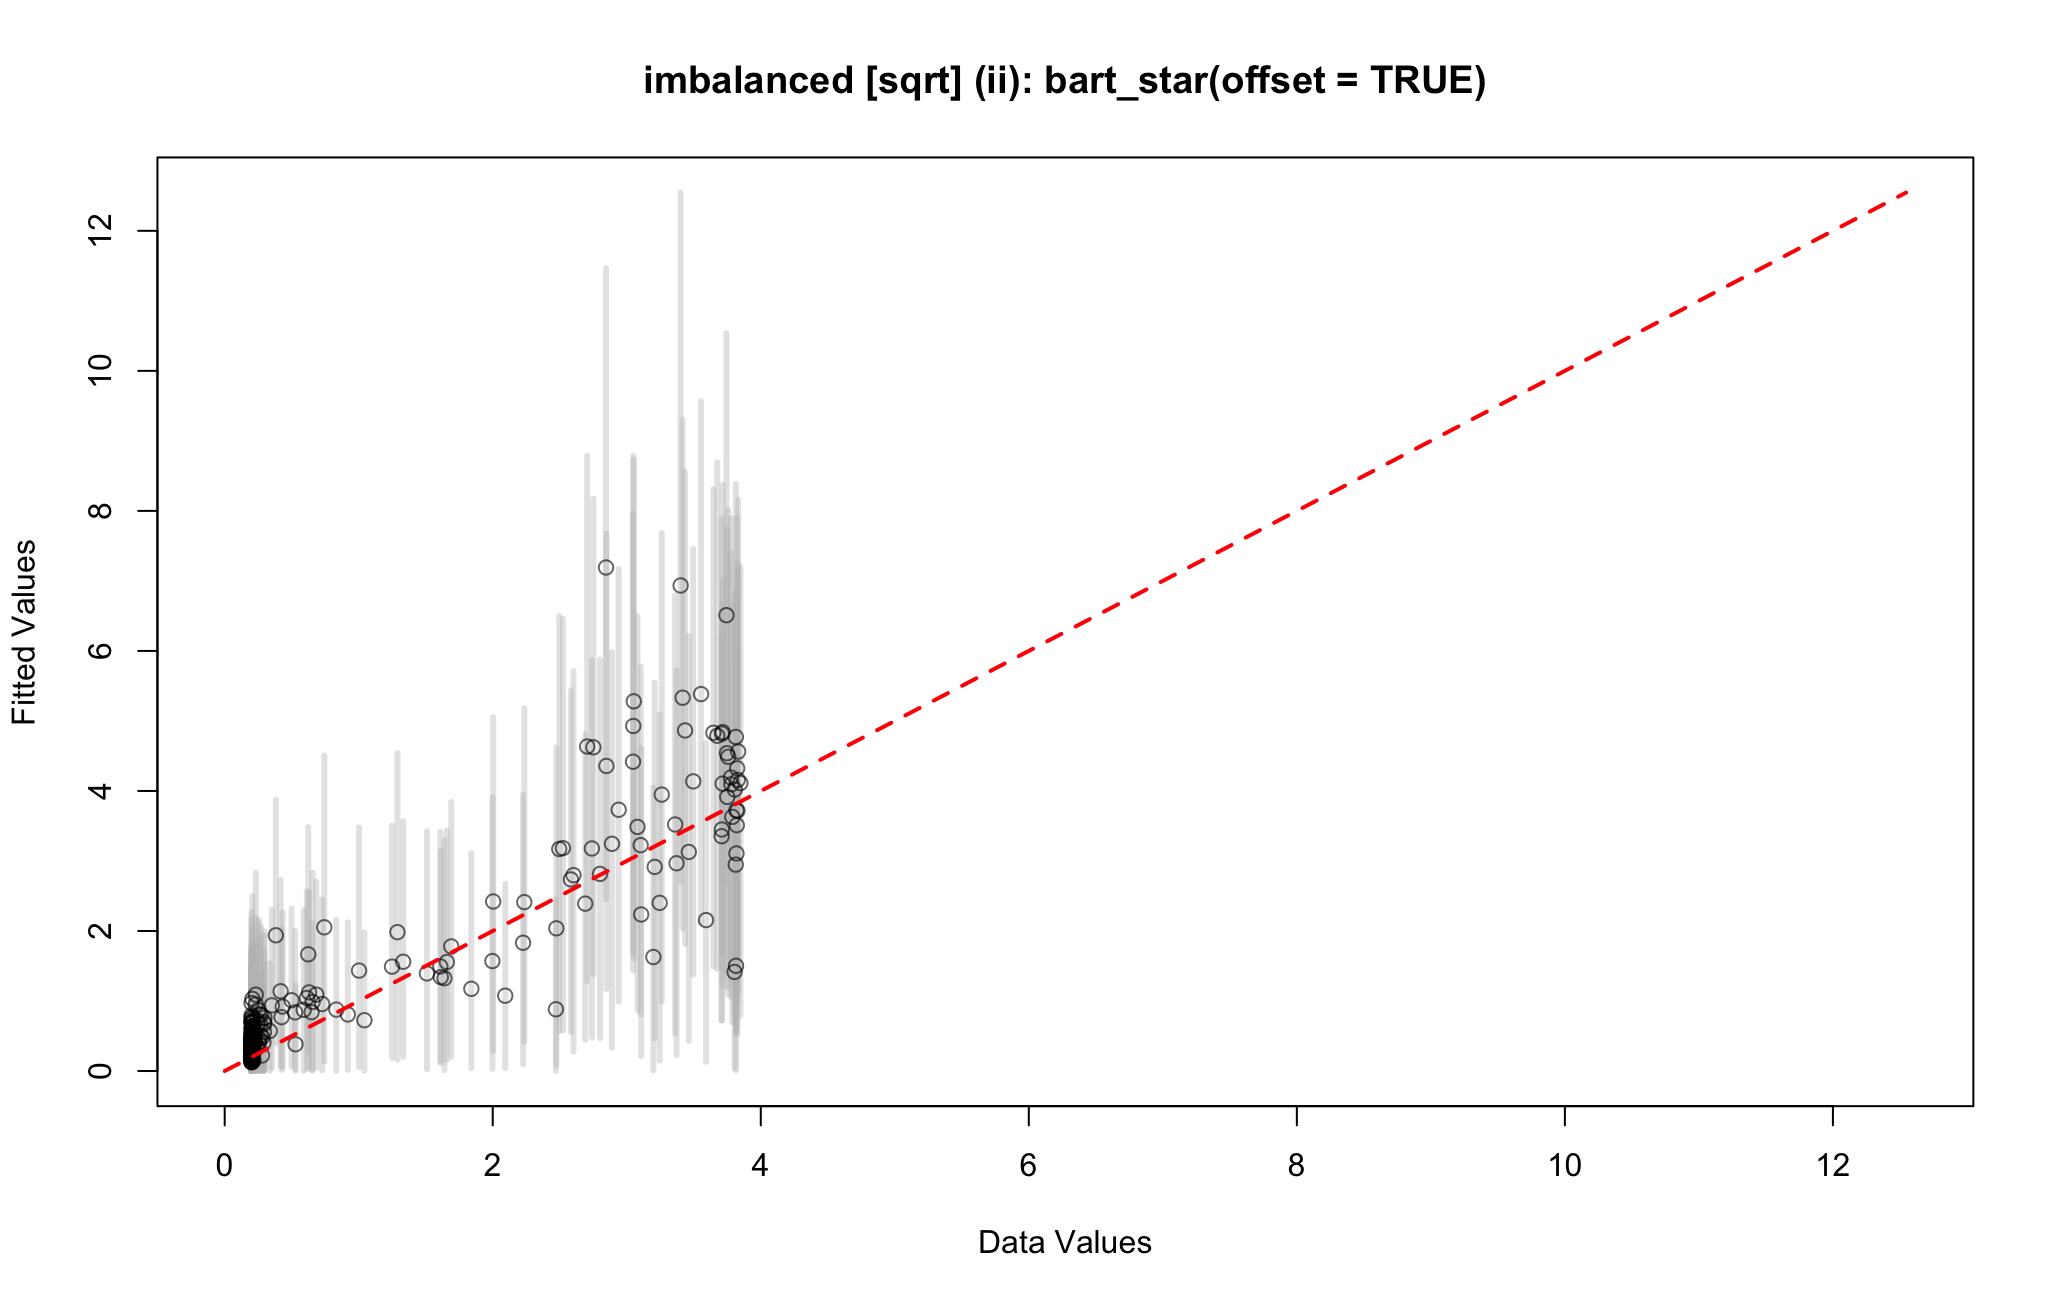 imbalanced [sqrt] (ii): bart_star(offset = TRUE)
Fitted Values
12
10
8
6
4
2
0
0 2 4 6 8 10 12
Data Values